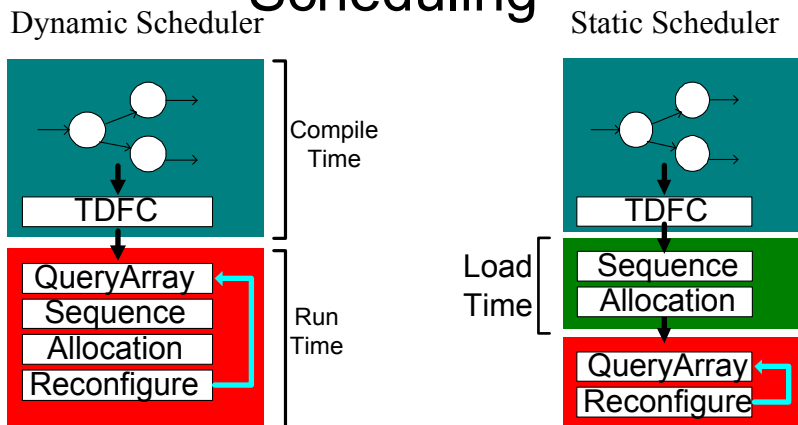 Scheduling
Dynamic Scheduler
Static Scheduler
Compile
Time
TDFC
QueryArray
Sequence
Allocation
Reconfigure
Run
Time
TDFC
Load
Time
Sequence
Allocation
QueryArray
Reconfigure